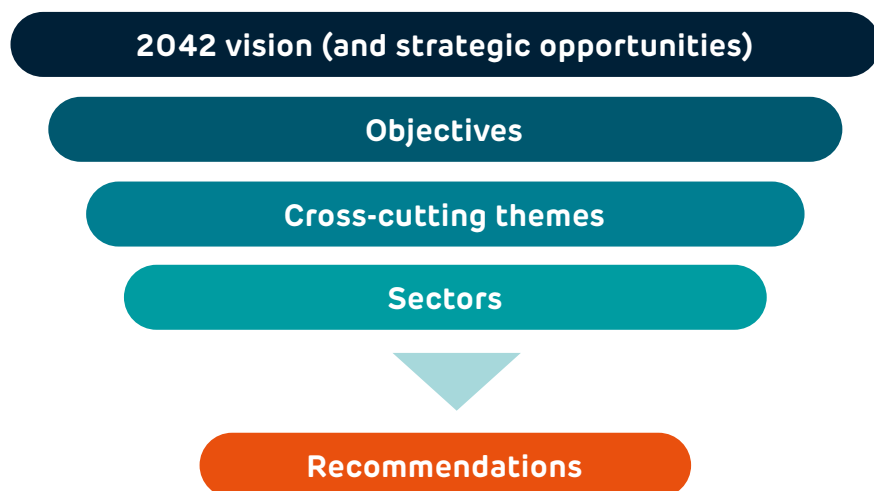 2042 vision (and strategic opportunities)
Objectives
Cross-cutting themes
Sectors
Recommendations